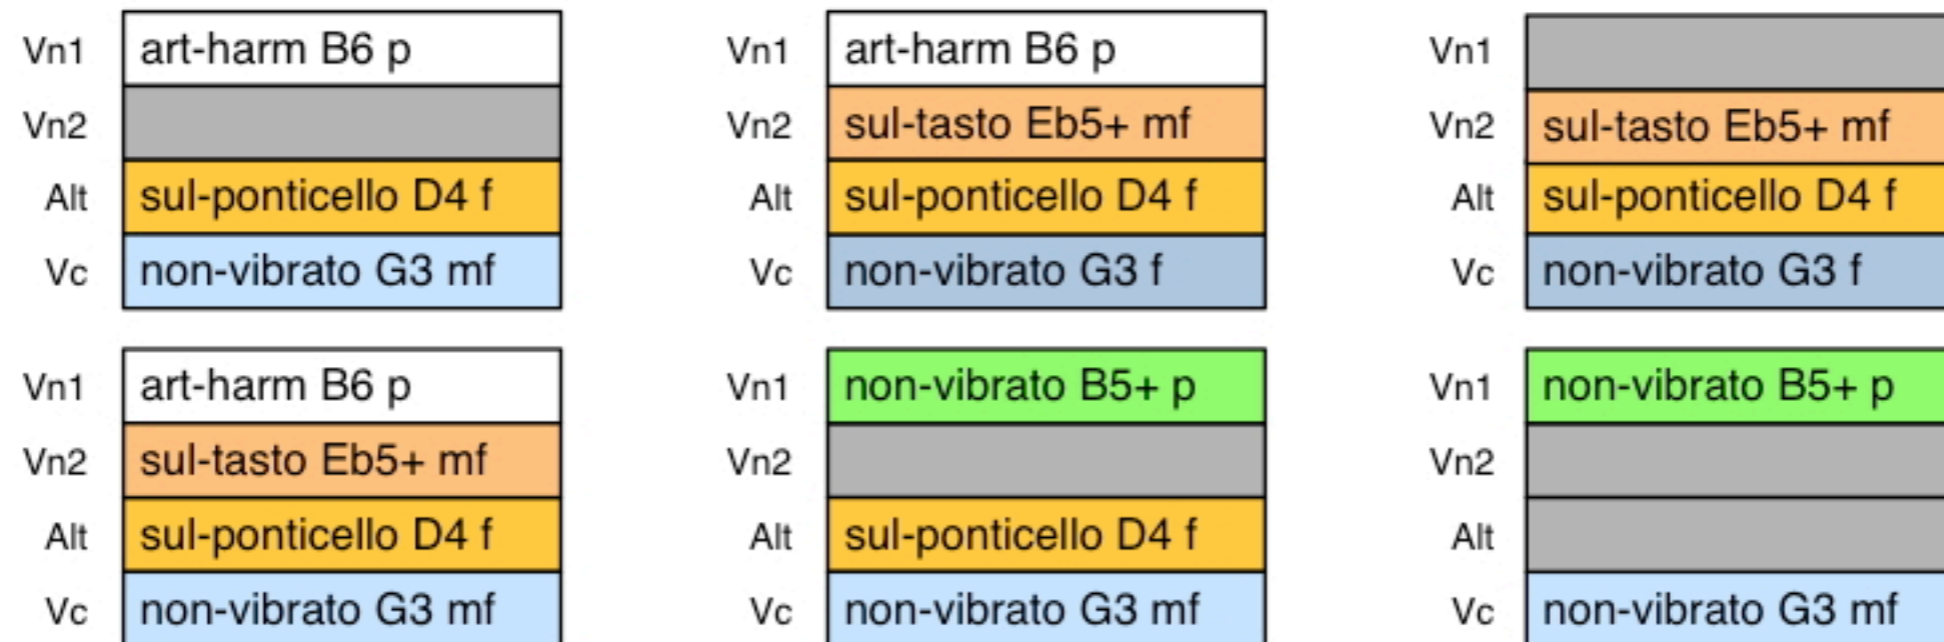 Vn1 art-harm B6 p
Vn2
Alt sul-ponticello D4 f
Vc non-vibrato G3 mf
Vn1 art-harm B6 p
Vn2 sul-tasto Eb5+ mf
Alt sul-ponticello D4 f
Vc non-vibrato G3 f
Vn1
Vn2 sul-tasto Eb5+ mf
Alt sul-ponticello D4 f
Vc non-vibrato G3 f
Vn1 art-harm B6 p
Vn2 sul-tasto Eb5+ mf
Alt sul-ponticello D4 f
Vc non-vibrato G3 mf
Vn1 non-vibrato B5+ p
Vn2
Alt sul-ponticello D4 f
Vc non-vibrato G3 mf
Vn1 non-vibrato B5+ p
Vn2
Alt
Vc non-vibrato G3 mf